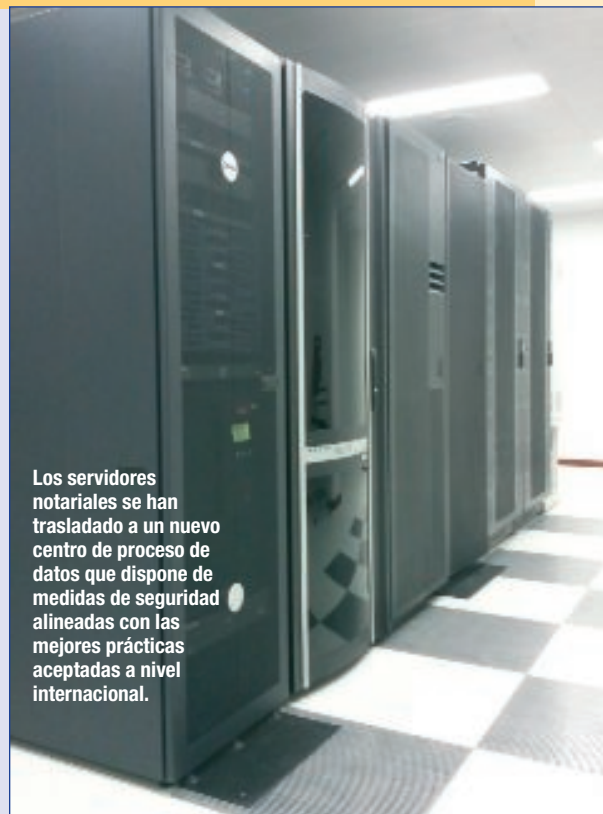 Los servidores
notariales se han
trasladado a un nuevo
centro de proceso de
datos que dispone de
medidas de seguridad
alineadas con las
mejores prácticas
aceptadas a nivel
internacional.